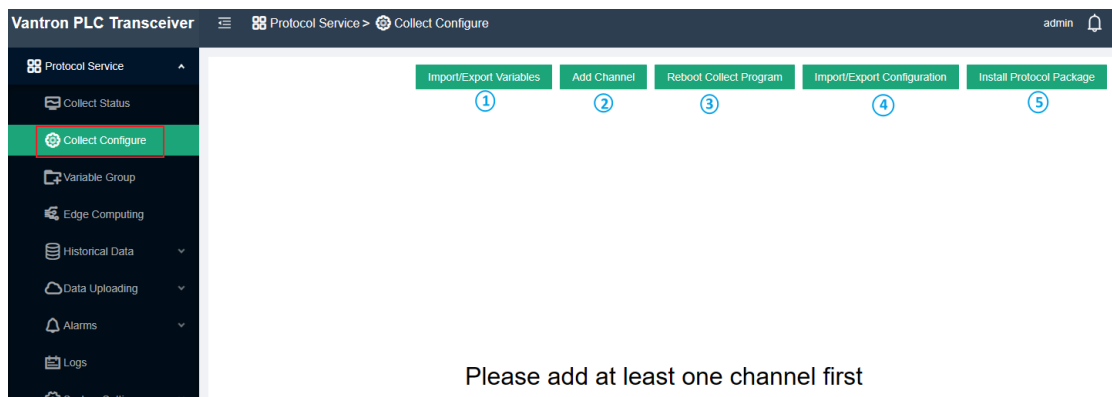 Vantron PLC Transceiver
Protocol Service > Collect Configure
admin
Protocol Service
Collect Status
Collect Configure
Variable Group
Edge Computing
Historical Data
Data Uploading
Alarms
Logs
Import/Export Variables
Add Channel
Reboot Collect Program
Import/Export Configuration
Install Protocol Package
1
2
3
4
5
Please add at least one channel first